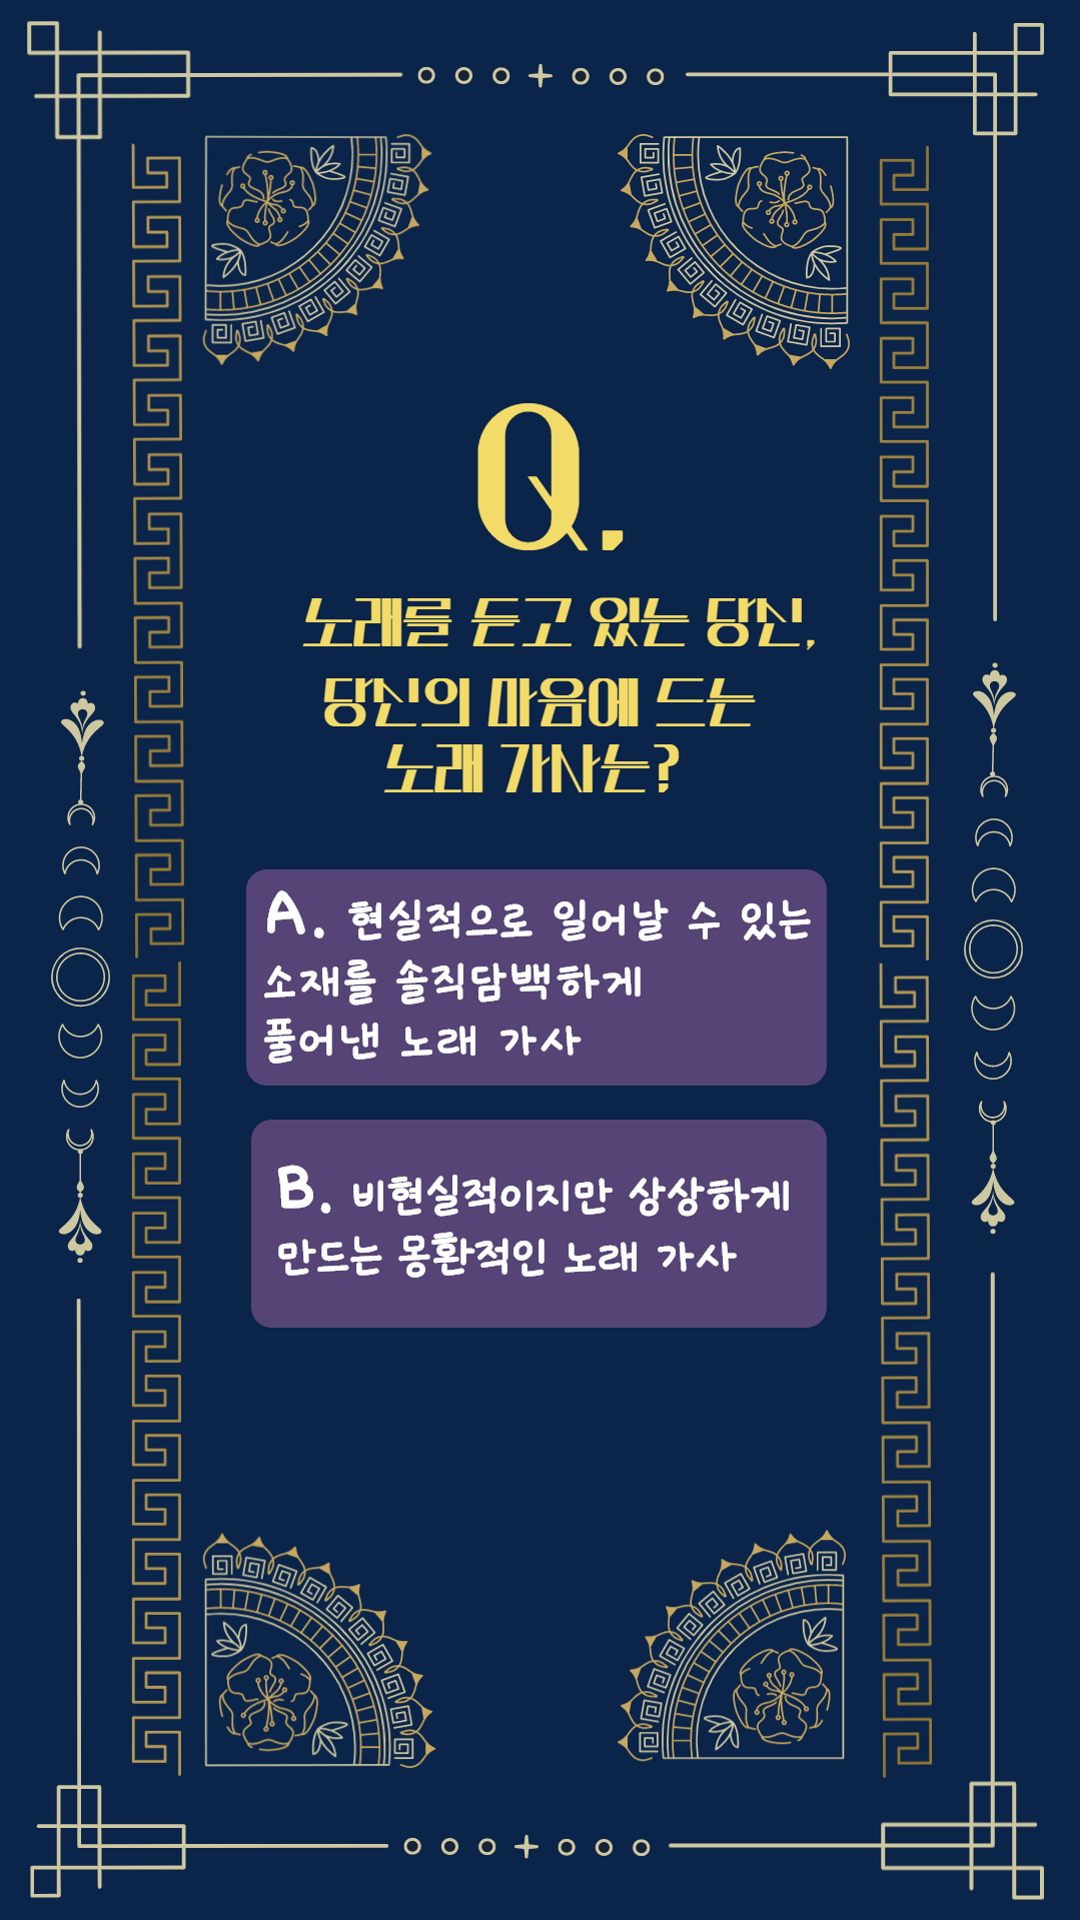 Q.
노래를 듣고 있는 당신,
당신의 마음에 드는
노래 가사는?
A. 현실적으로 일어날 수 있는
소재를 솔직담백하게
풀어낸 노래 가사
B. 비현실적이지만 상상하게
만드는 몽환적인 노래 가사